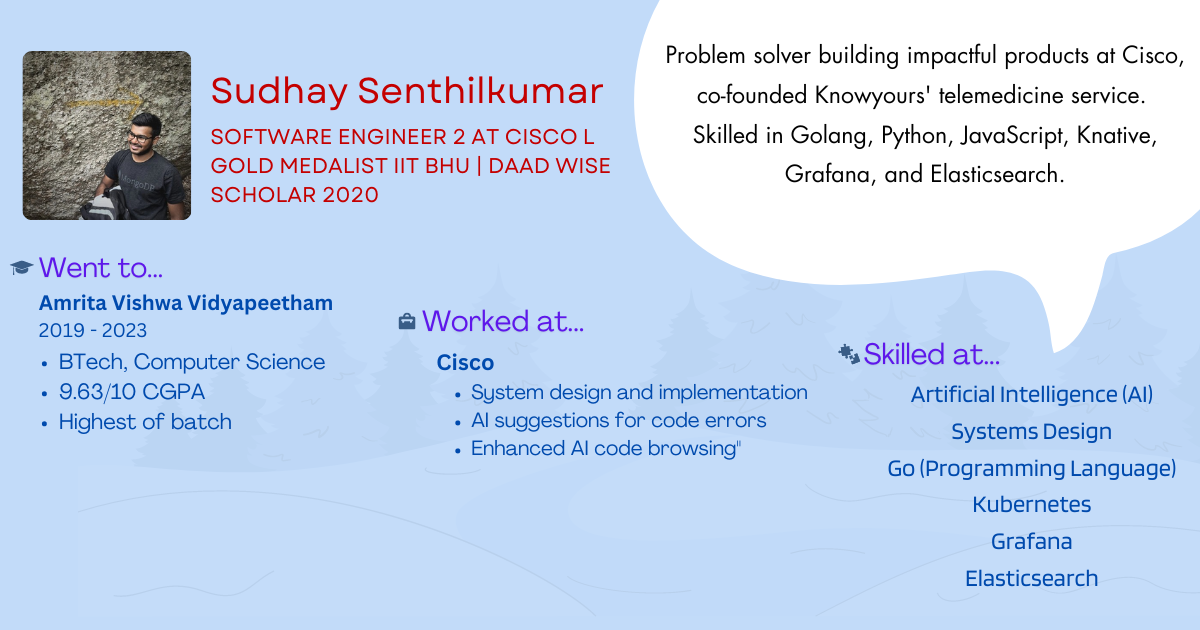 Sudhay Senthilkumar
SOFTWARE ENGINEER 2 AT CISCO L
GOLD MEDALIST IIT BHU | DAAD WISE
SCHOLAR 2020
Problem solver building impactful products at Cisco,
co-founded Knowyours' telemedicine service.
Skilled in Golang, Python, JavaScript, Knative,
Grafana, and Elasticsearch.
Went to...
Amrita Vishwa Vidyapeetham
2019 - 2023
• BTech, Computer Science
• 9.63/10 CGPA
• Highest of batch
Worked at...
Cisco
• System design and implementation
• AI suggestions for code errors
• Enhanced AI code browsing"
Skilled at...
Artificial Intelligence (AI)
Systems Design
Go (Programming Language)
Kubernetes
Grafana
Elasticsearch